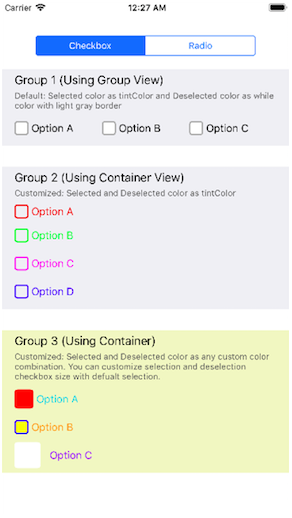 Carrier 12:27 AM
Checkbox Radio
Group 1 (Using Group View)
Default: Selected color as tintColor and Deselected color as while
color with light gray border
Option A Option B Option C
Group 2 (Using Container View)
Customized: Selected and Deselected color as tintColor
Option A
Option B
Option C
Option D
Group 3 (Using Container)
Customized: Selected and Deselected color as any custom color
combination. You can customize selection and deselection
checkbox size with defualt selection.
Option A
Option B
Option C